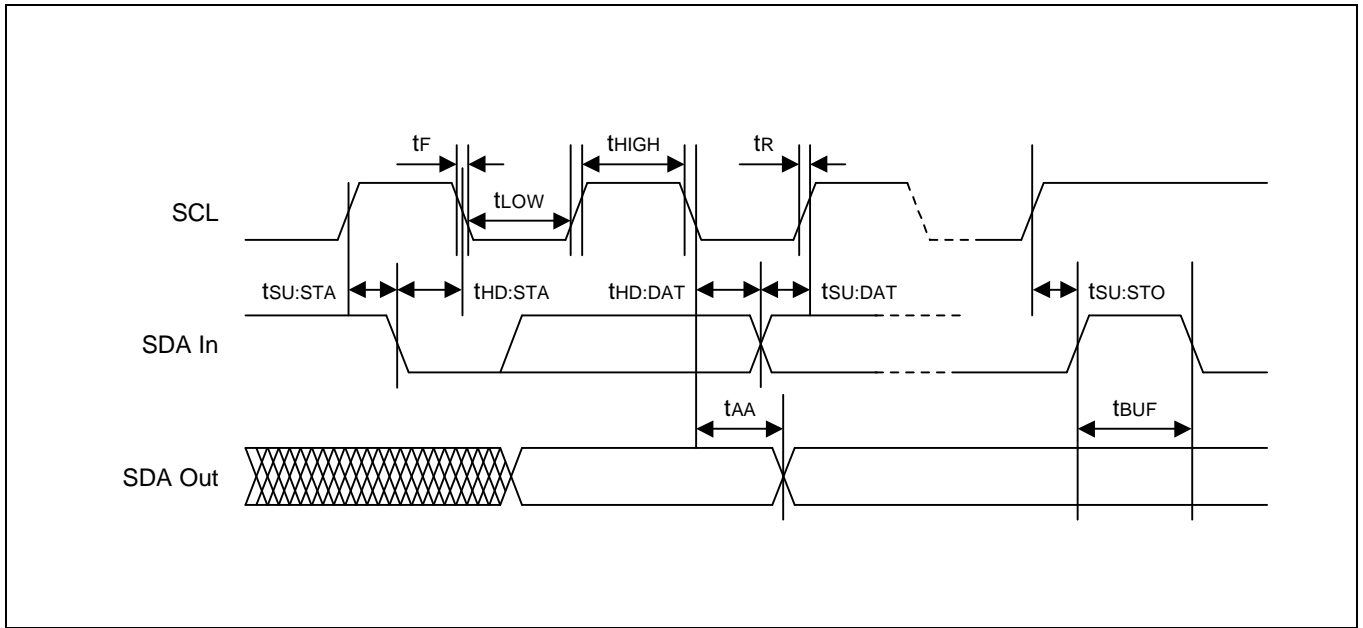 tF
tHIGH
tR
SCL
tLOW
tSU:STA
tHD:STA
tHD:DAT
tSU:DAT
tSU:STO
SDA In
tAA
tBUF
SDA Out